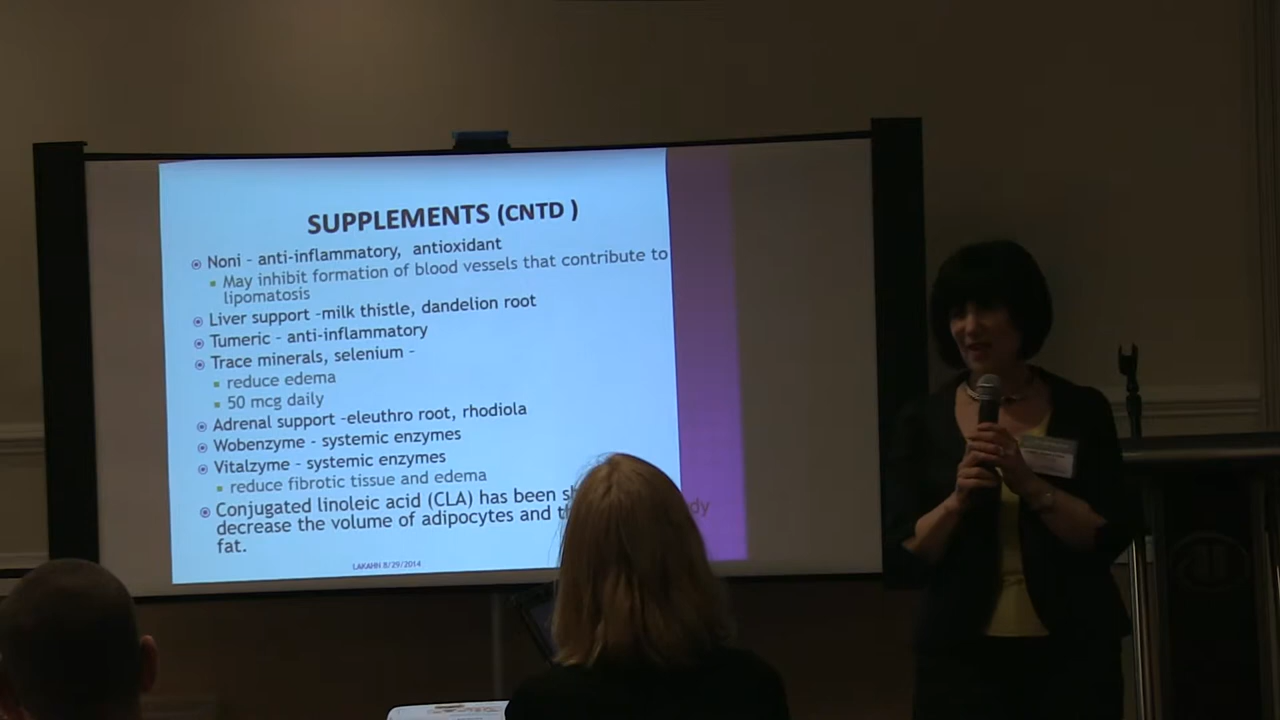 SUPPLEMENTS (CNTD )
Noni - anti-inflammatory, antioxidant
May inhibit formation of blood vessels that contribute to
lipomatosis
Liver support -milk thistle, dandelion root
Tumeric - anti-inflammatory
Trace minerals, selenium -
reduce edema
50 mcg daily
Adrenal support -eleuthro root, rhodiola
Wobenzyme - systemic enzymes
Vitalzyme - systemic enzymes
reduce fibrotic tissue and edema
Conjugated linoleic acid (CLA) has been
decrease the volume of adipocytes and
fat.
LAKAHN 8/29/2014